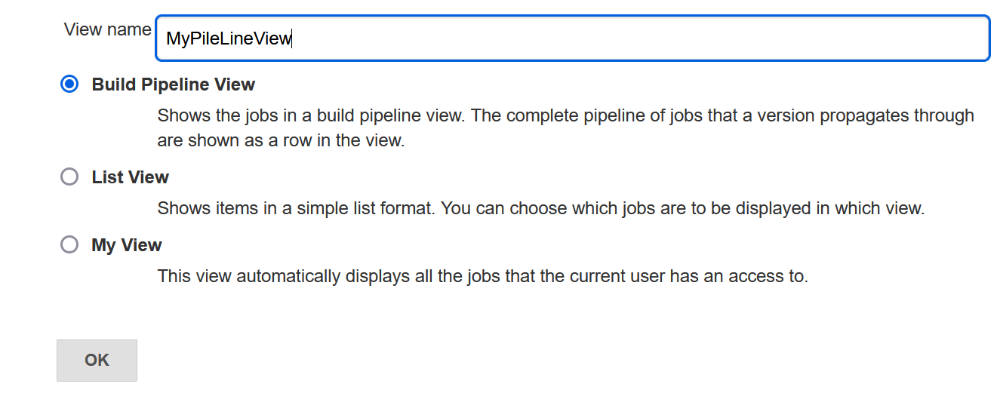 View name
MyPileLineView
Build Pipeline View
Shows the jobs in a build pipeline view. The complete pipeline of jobs that a version propagates through
are shown as a row in the view.
List View
Shows items in a simple list format. You can choose which jobs are to be displayed in which view.
My View
This view automatically displays all the jobs that the current user has an access to.
OK